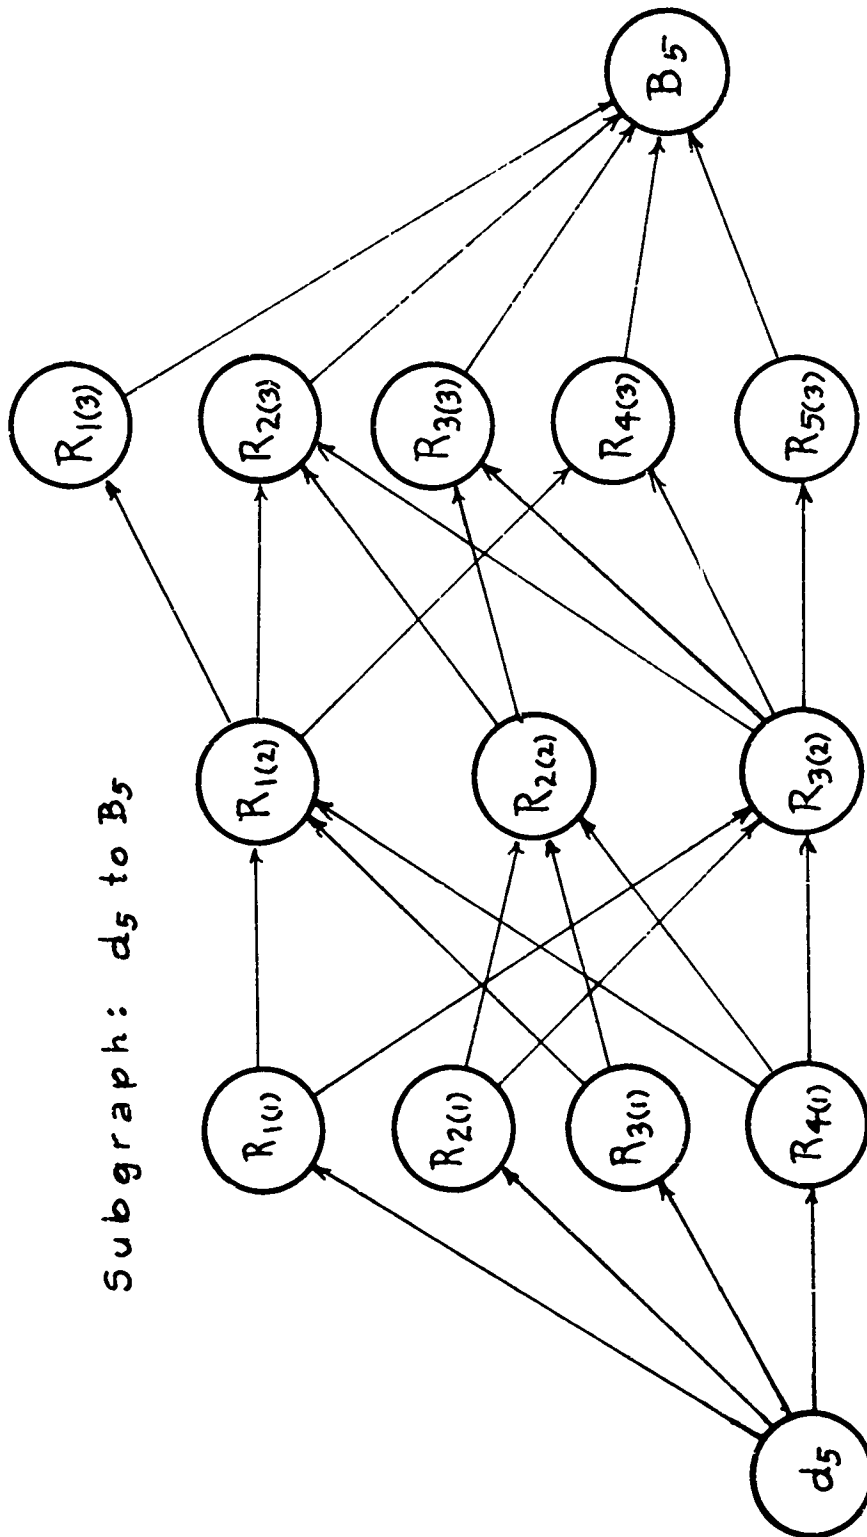 Subgraph: d5 to B5
R1(3)
R2(3)
R3(3)
R4(3)
R5(3)
B5
R1(2)
R2(2)
R3(2)
R1(1)
R2(1)
R3(1)
R4(1)
d5